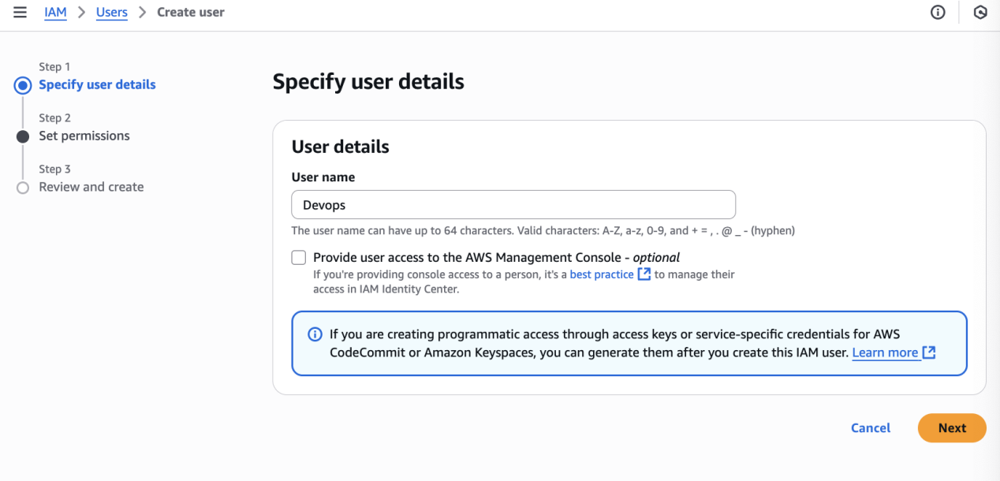 IAM > Users > Create user
Step 1
Specify user details
Step 2
Set permissions
Step 3
Review and create
Specify user details
User details
User name
Devops
The user name can have up to 64 characters. Valid characters: A-Z, a-z, 0-9, and + = , . @ _ - (hyphen)
Provide user access to the AWS Management Console - optional
If you're providing console access to a person, it's a best practice to manage their
access in IAM Identity Center.
If you are creating programmatic access through access keys or service-specific credentials for AWS
CodeCommit or Amazon Keyspaces, you can generate them after you create this IAM user. Learn more
Cancel
Next